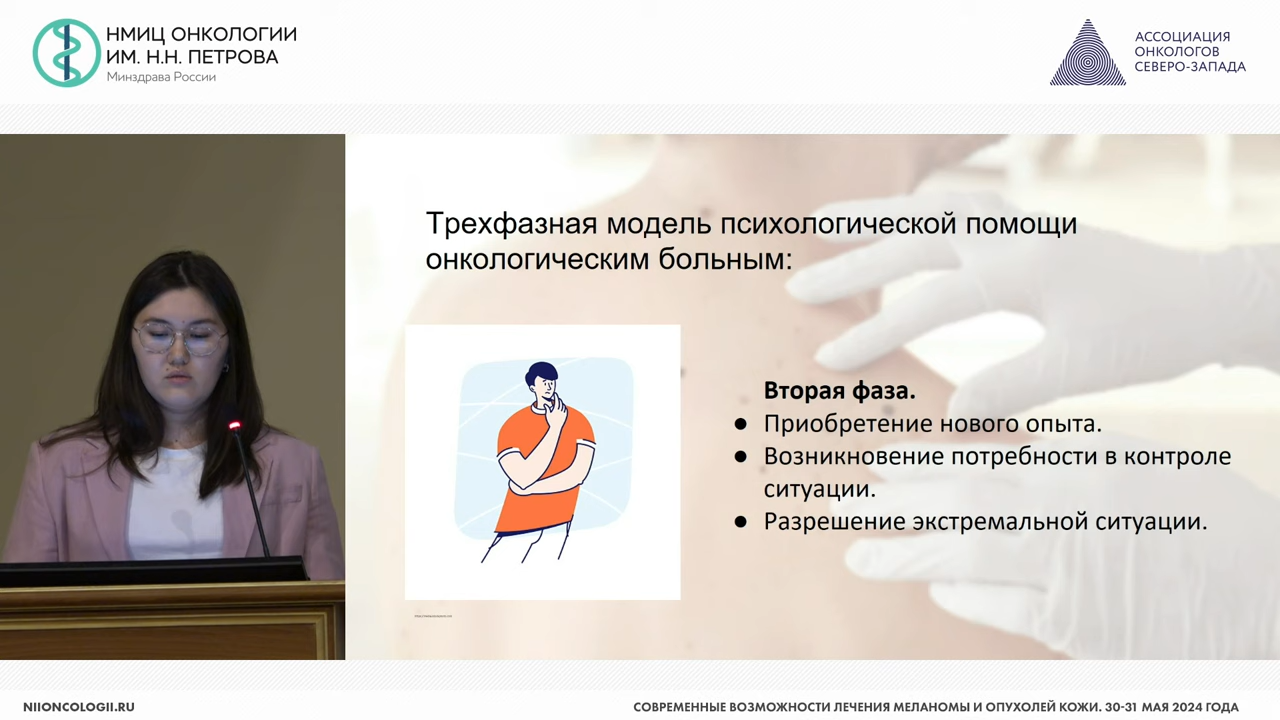 НМИЦ ОНКОЛОГИИ
ИМ. Н.Н. ПЕТРОВА
Минздрава России
АССОЦИАЦИЯ
ОНКОЛОГОВ
СЕВЕРО-ЗАПАДА
Трехфазная модель психологической помощи
онкологическим больным:
Вторая фаза.
● Приобретение нового опыта.
● Возникновение потребности в контроле
ситуации.
● Разрешение экстремальной ситуации.
NIIONCOLOGII.RU
СОВРЕМЕННЫЕ ВОЗМОЖНОСТИ ЛЕЧЕНИЯ МЕЛАНОМЫ И ОПУХОЛЕЙ КОЖИ. 30-31 МАЯ 2024 ГОДА